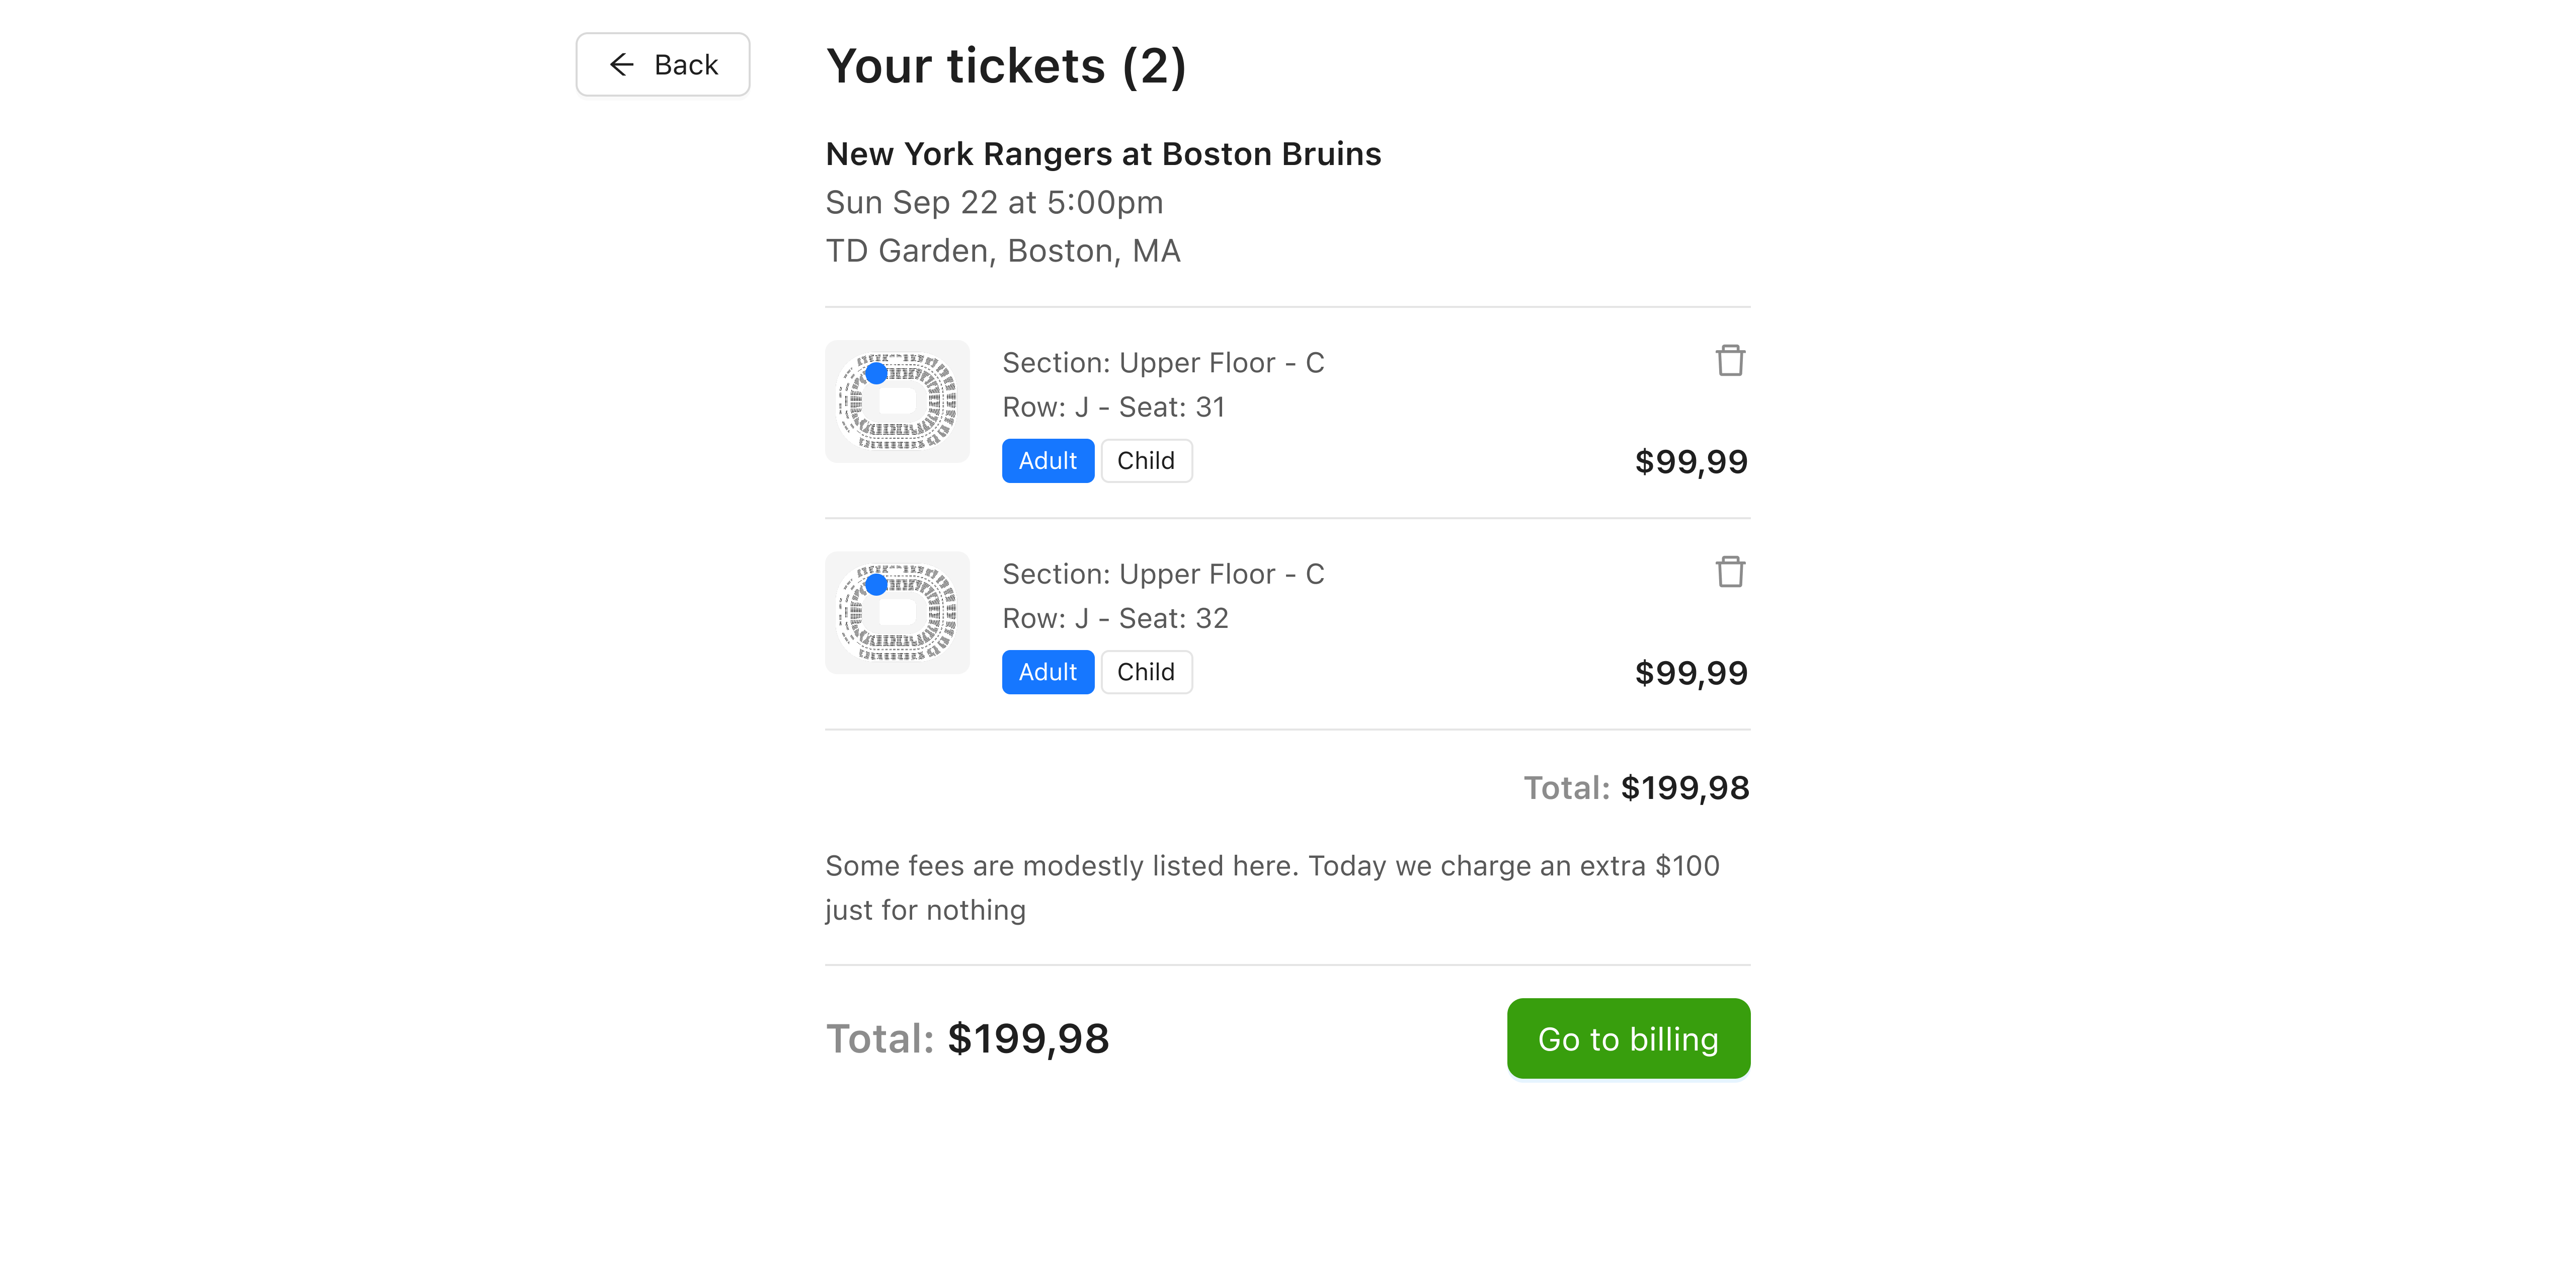 Back
Your tickets (2)
New York Rangers at Boston Bruins
Sun Sep 22 at 5:00pm
TD Garden, Boston, MA
Section: Upper Floor - C
Row: J - Seat: 31
Adult Child
$99,99
Section: Upper Floor - C
Row: J - Seat: 32
Adult Child
$99,99
Total: $199,98
Some fees are modestly listed here. Today we charge an extra $100
just for nothing
Total: $199,98
Go to billing